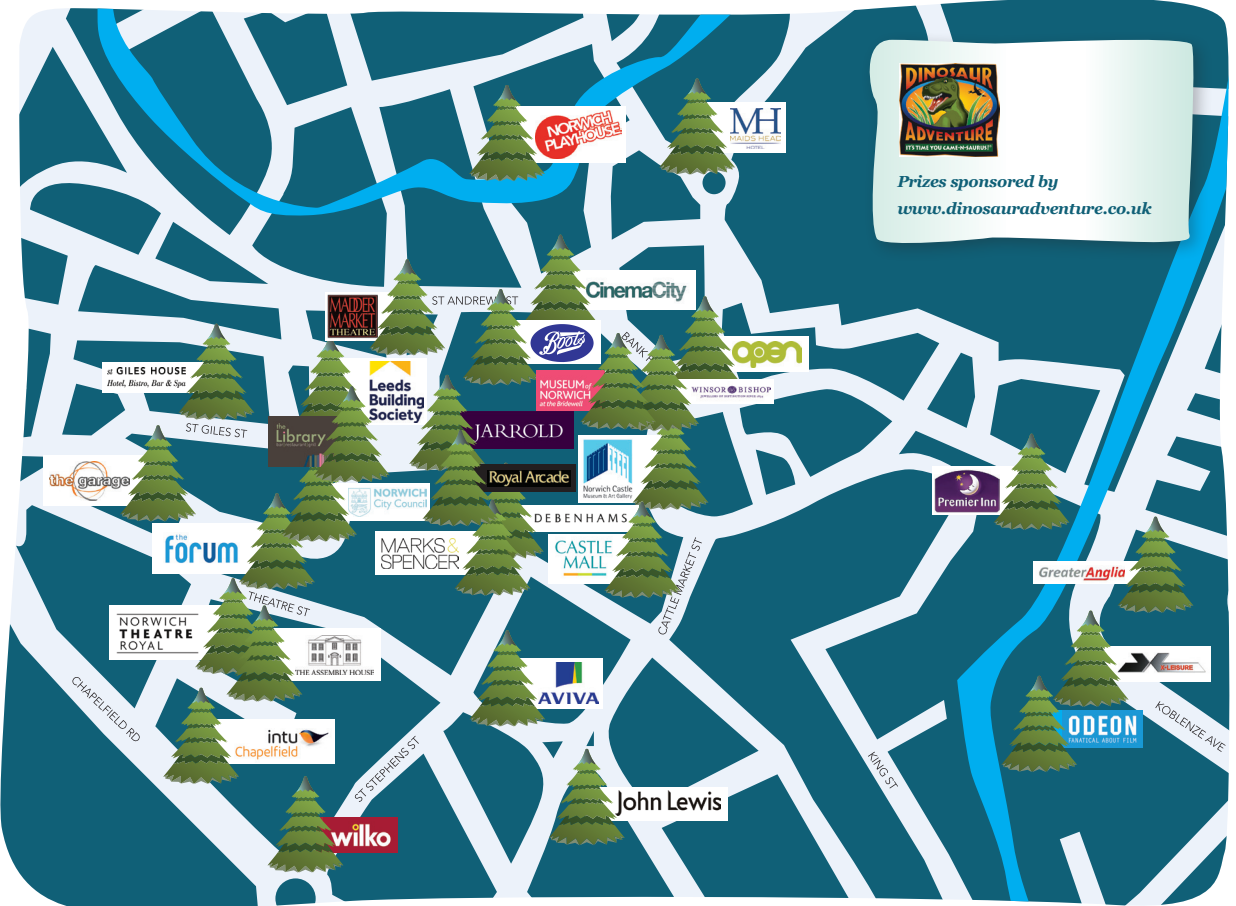 NORWICH
PLAYHOUSE
MH
MAIDS HEAD
HOTEL
DINOSAUR
ADVENTURE
IT'S TIME YOU CAME-N-SAURUS!™
Prizes sponsored by
www.dinosauradventure.co.uk
CinemaCity
ST ANDREW ST
MADDER
MARKET
THEATRE
Boots
BANK P
open
st GILES HOUSE
Hotel, Bistro, Bar & Spa
Leeds
Building
Society
MUSEUM of
NORWICH
at the Bridewell
WINSOR BISHOP
ST GILES ST
the
Library
JARROLD
the garage
Royal Arcade
Norwich Castle
Museum & Art Gallery
Premier Inn
NORWICH
City Council
DEBENHAMS
the
forum
MARKS &
SPENCER
CASTLE
MALL
GreaterAnglia
CATTLE MARKET ST
THEATRE ST
NORWICH
THEATRE
ROYAL
THE ASSEMBLY HOUSE
X-LEISURE
AVIVA
CHAPELFIELD RD
KOBLENZE AVE
ODEON
FANATICAL ABOUT FILM
intu
Chapelfield
ST STEPHENS ST
KING ST
John Lewis
wilko